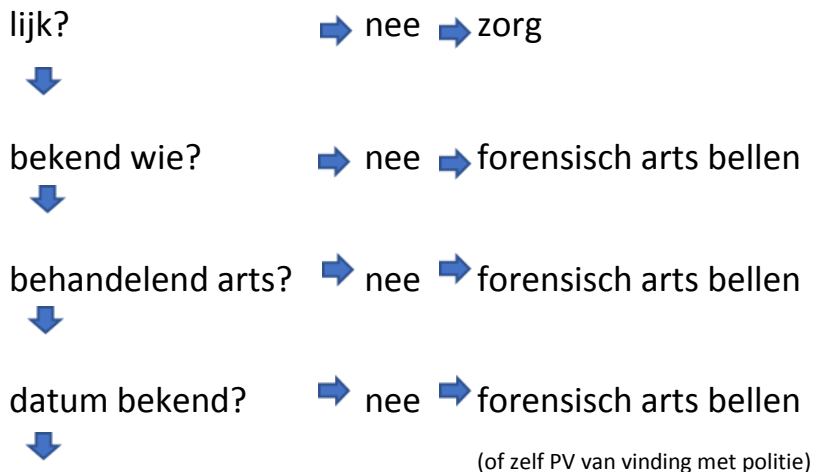 lijk? nee zorg
bekend wie? nee forensisch arts bellen
behandelend arts? nee forensisch arts bellen
datum bekend? nee forensisch arts bellen
(of zelf PV van vinding met politie)